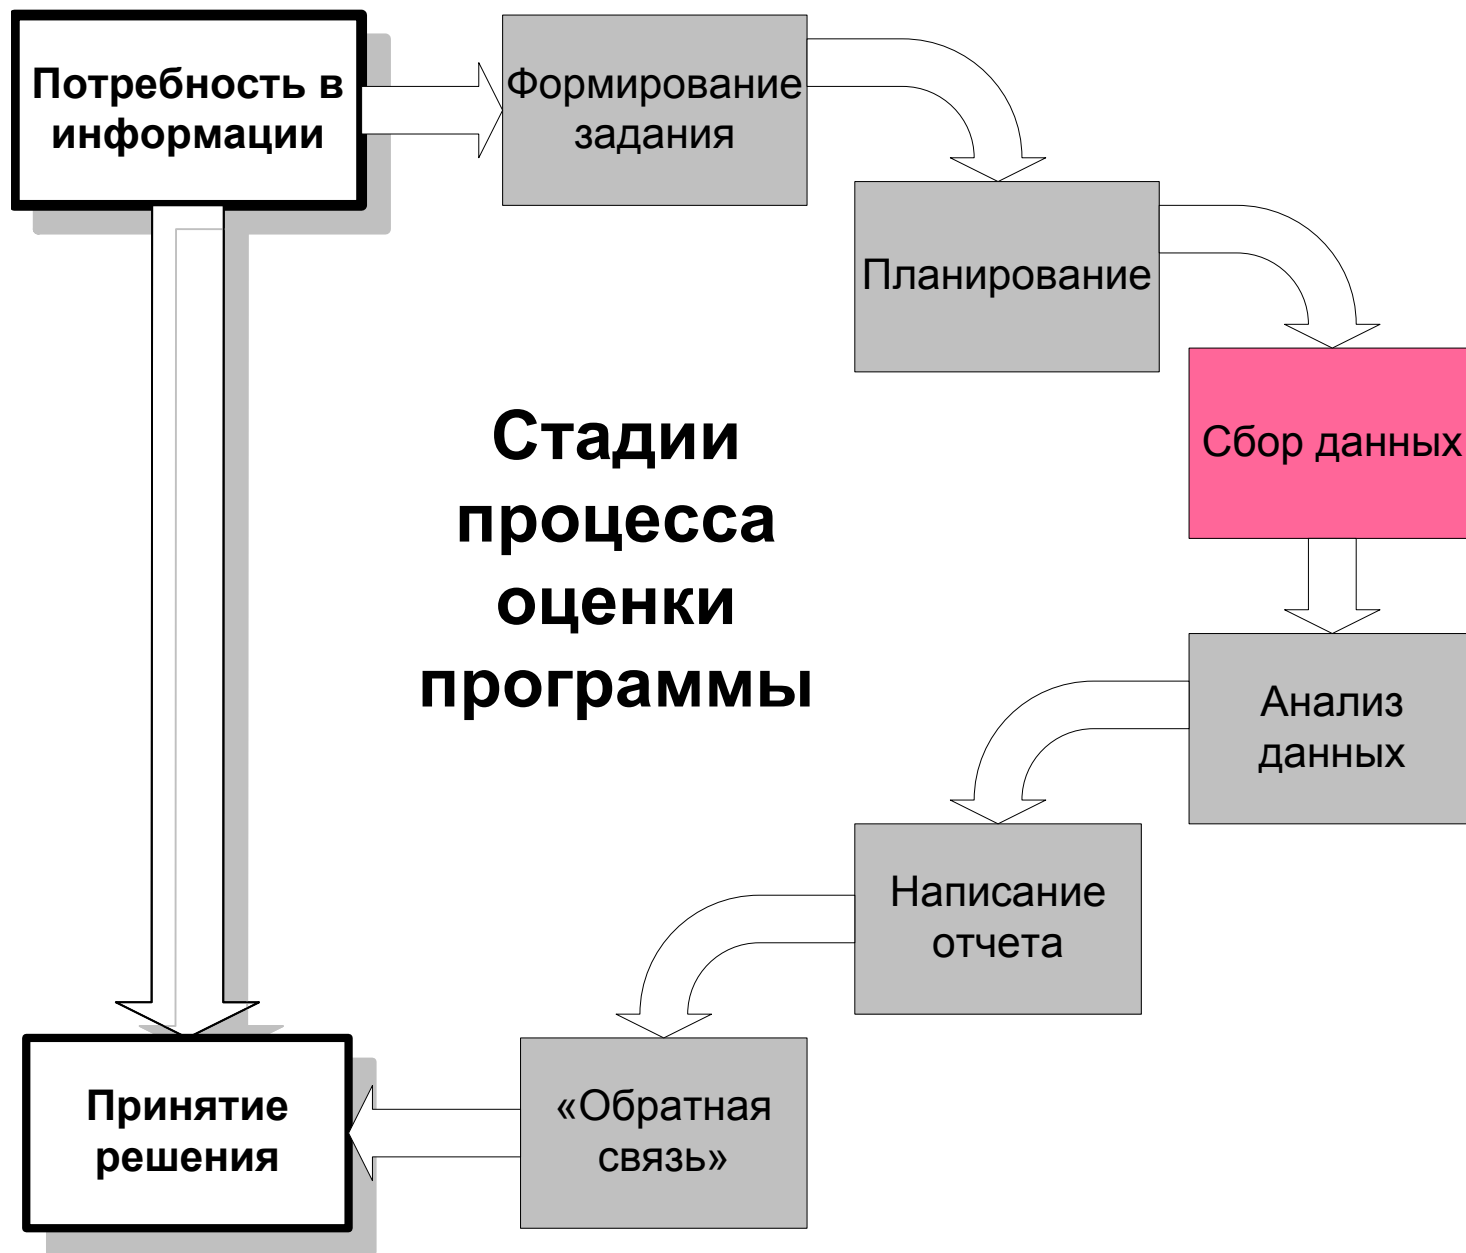 Потребность в
информации
Формирование
задания
Планирование
Сбор данных
Стадии
процесса
оценки
программы
Анализ
данных
Написание
отчета
«Обратная
связь»
Принятие
решения